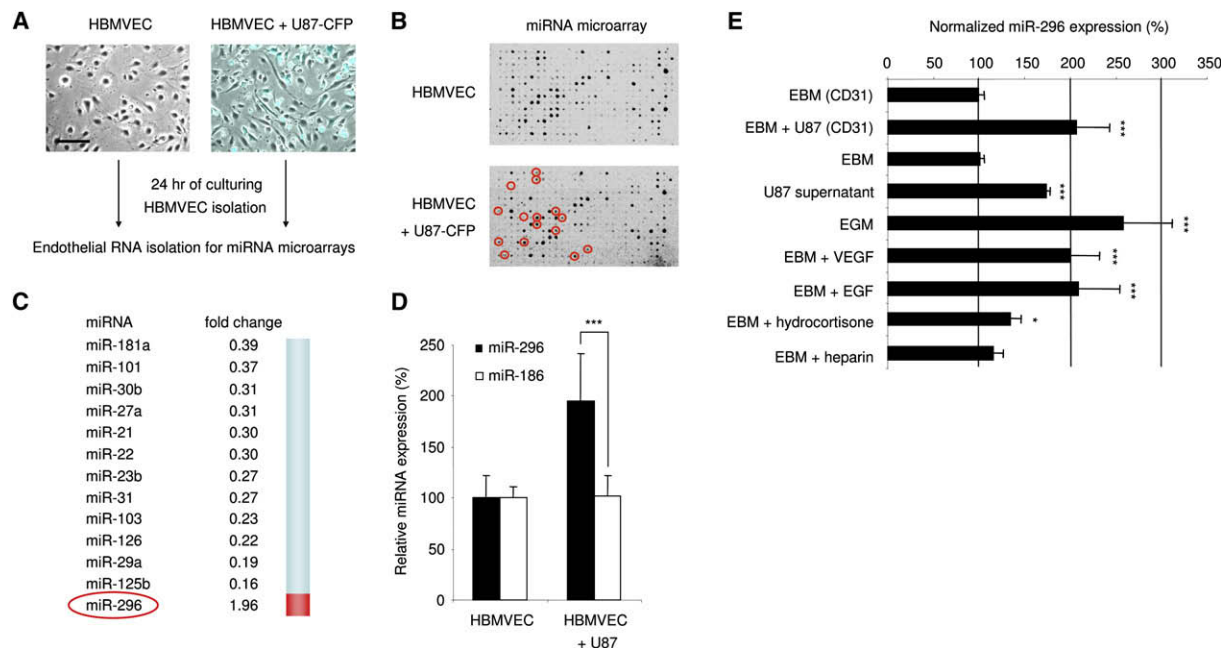 A
HBMVEC
HBMVEC + U87-CFP
24 hr of culturing
HBMVEC isolation
Endothelial RNA isolation for miRNA microarrays
B
miRNA microarray
HBMVEC
HBMVEC
+ U87-CFP
C
miRNA fold change
miR-181a 0.39
miR-101 0.37
miR-30b 0.31
miR-27a 0.31
miR-21 0.30
miR-22 0.30
miR-23b 0.27
miR-31 0.27
miR-103 0.23
miR-126 0.22
miR-29a 0.19
miR-125b 0.16
miR-296 1.96
D
Relative miRNA expression (%)
250
200
150
100
50
0
miR-296
miR-186
***
HBMVEC
HBMVEC
+ U87
E
Normalized miR-296 expression (%)
0 50 100 150 200 250 300 350
EBM (CD31)
EBM + U87 (CD31) ***
EBM
U87 supernatant ***
EGM ***
EBM + VEGF ***
EBM + EGF ***
EBM + hydrocortisone *
EBM + heparin